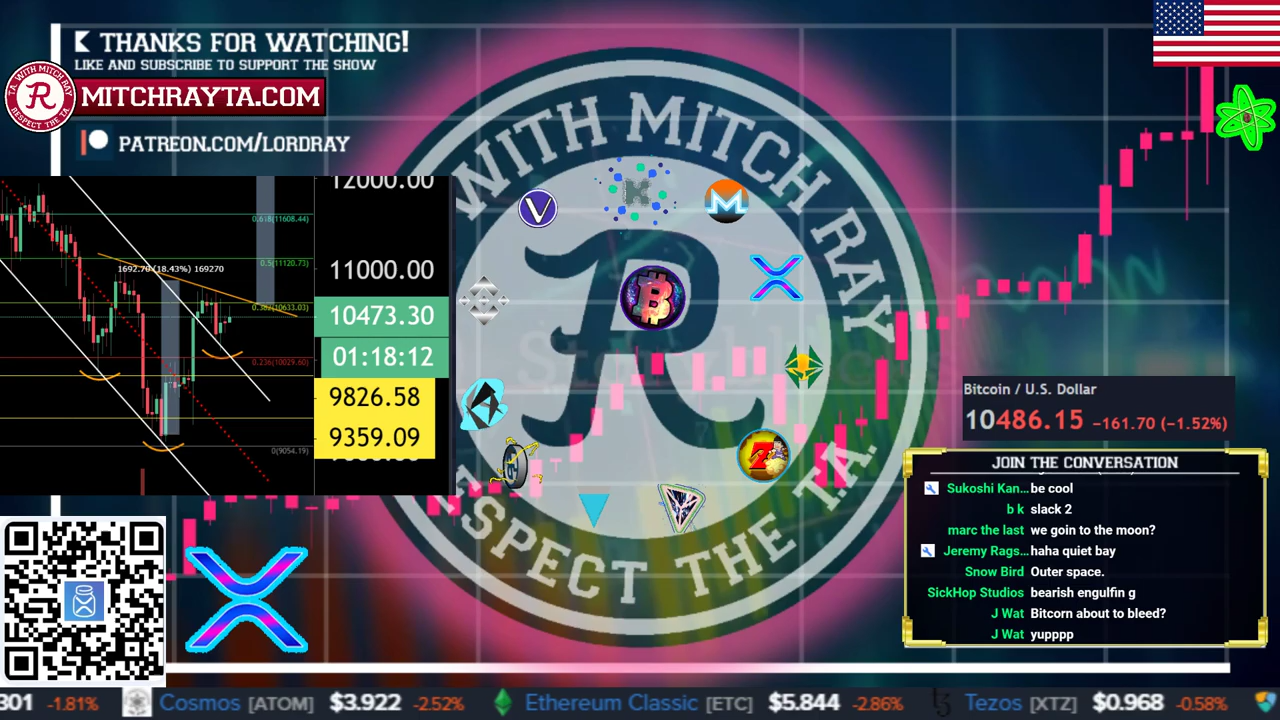 THANKS FOR WATCHING!
LIKE AND SUBSCRIBE TO SUPPORT THE SHOW
MITCHRAYTA.COM
PATREON.COM/LORDRAY
TA WITH MITCH RAY
RESPECT THE TA
R
WITH MITCH RAY
RESPECT THE TA
12000.00
0.618(11608.44)
0.5(11120.73)
1692.70 (18.43%) 169270
11000.00
0.382(10633.03)
10473.30
01:18:12
0.236(10029.60)
9826.58
9359.09
0(9054.19)
Bitcoin / U.S. Dollar
10486.15 −161.70 (−1.52%)
JOIN THE CONVERSATION
Sukoshi Kan... be cool
b k slack 2
marc the last we goin to the moon?
Jeremy Rags... haha quiet bay
Snow Bird Outer space.
SickHop Studios bearish engulfin g
J Wat Bitcorn about to bleed?
J Wat yupppp
301 -1.81% Cosmos [ATOM] $3.922 -2.52% Ethereum Classic [ETC] $5.844 -2.86% Tezos [XTZ] $0.968 -0.58%